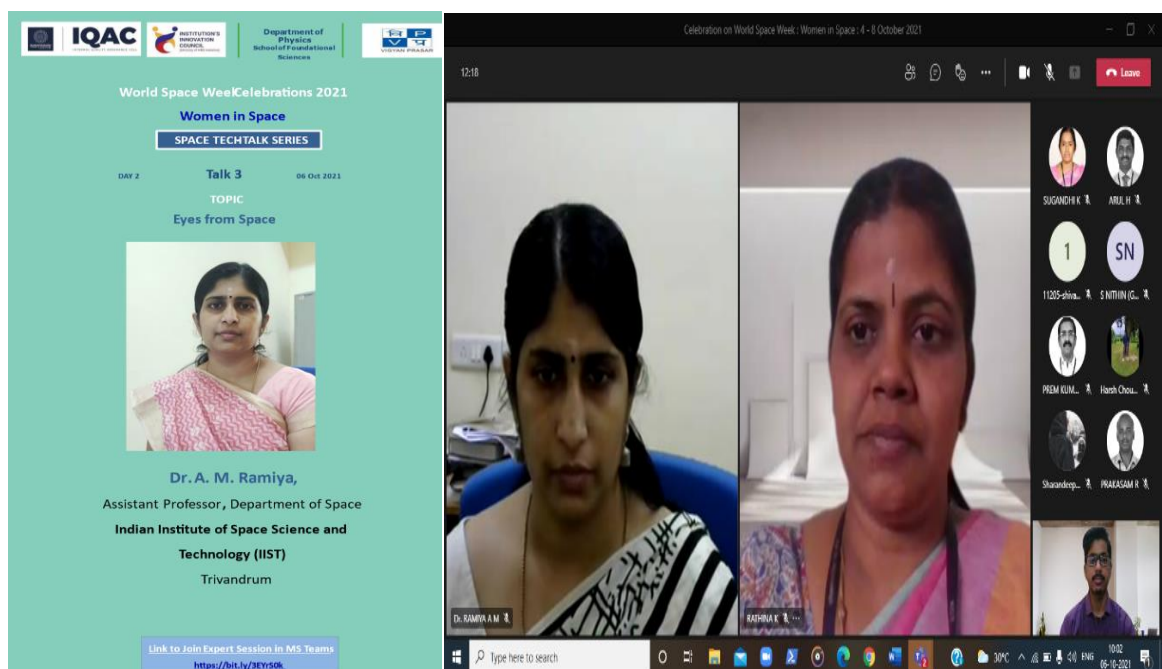 IQAC
INSTITUTION'S
INNOVATION
COUNCIL
Department of
Physics
School of Foundational
Sciences
VIGYAN PRASAR
World Space WeekCelebrations 2021
Women in Space
SPACE TECHTALK SERIES
DAY 2 Talk 3 06 Oct 2021
TOPIC
Eyes from Space
Dr. A. M. Ramiya,
Assistant Professor, Department of Space
Indian Institute of Space Science and
Technology (IIST)
Trivandrum
Link to Join Expert Session in MS Teams
https://bit.ly/3EYrS0k
Celebration on World Space Week : Women in Space : 4 - 8 October 2021
12:18
Leave
SUGANDHI K ARUL H
1 SN
11205-shiva... S NITHIN (G...
PREM KUM... Harsh Chou...
Sharandeep... PRAKASAM R
Dr. RAMIYA A M
RATHINA K
Type here to search
30°C
ENG
10:02
06-10-2021